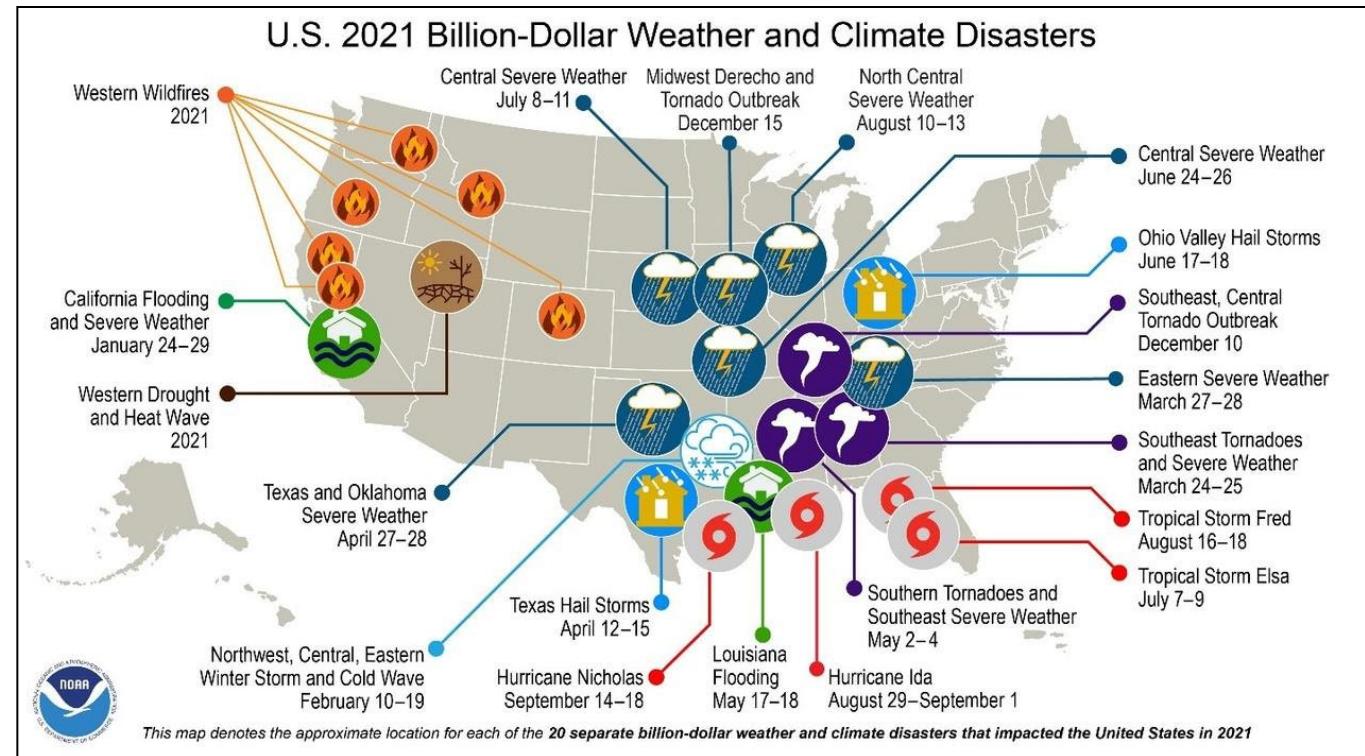 U.S. 2021 Billion-Dollar Weather and Climate Disasters
Western Wildfires
2021
Central Severe Weather
July 8–11
Midwest Derecho and
Tornado Outbreak
December 15
North Central
Severe Weather
August 10–13
Central Severe Weather
June 24–26
Ohio Valley Hail Storms
June 17–18
California Flooding
and Severe Weather
January 24–29
Southeast, Central
Tornado Outbreak
December 10
Western Drought
and Heat Wave
2021
Eastern Severe Weather
March 27–28
Southeast Tornadoes
and Severe Weather
March 24–25
Texas and Oklahoma
Severe Weather
April 27–28
Tropical Storm Fred
August 16–18
Tropical Storm Elsa
July 7–9
Texas Hail Storms
April 12–15
Southern Tornadoes and
Southeast Severe Weather
May 2–4
Northwest, Central, Eastern
Winter Storm and Cold Wave
February 10–19
Hurricane Nicholas
September 14–18
Louisiana
Flooding
May 17–18
Hurricane Ida
August 29–September 1
NOAA
This map denotes the approximate location for each of the 20 separate billion-dollar weather and climate disasters that impacted the United States in 2021